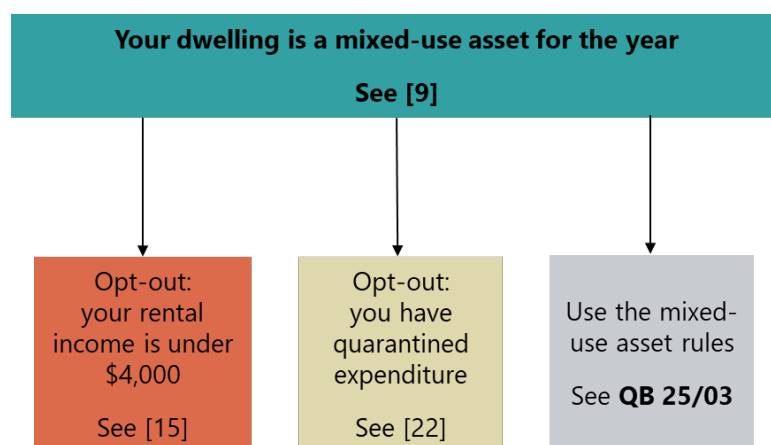 Your dwelling is a mixed-use asset for the year
See [9]
Opt-out:
your rental
income is under
$4,000
See [15]
Opt-out:
you have
quarantined
expenditure
See [22]
Use the mixed-
use asset rules
See QB 25/03